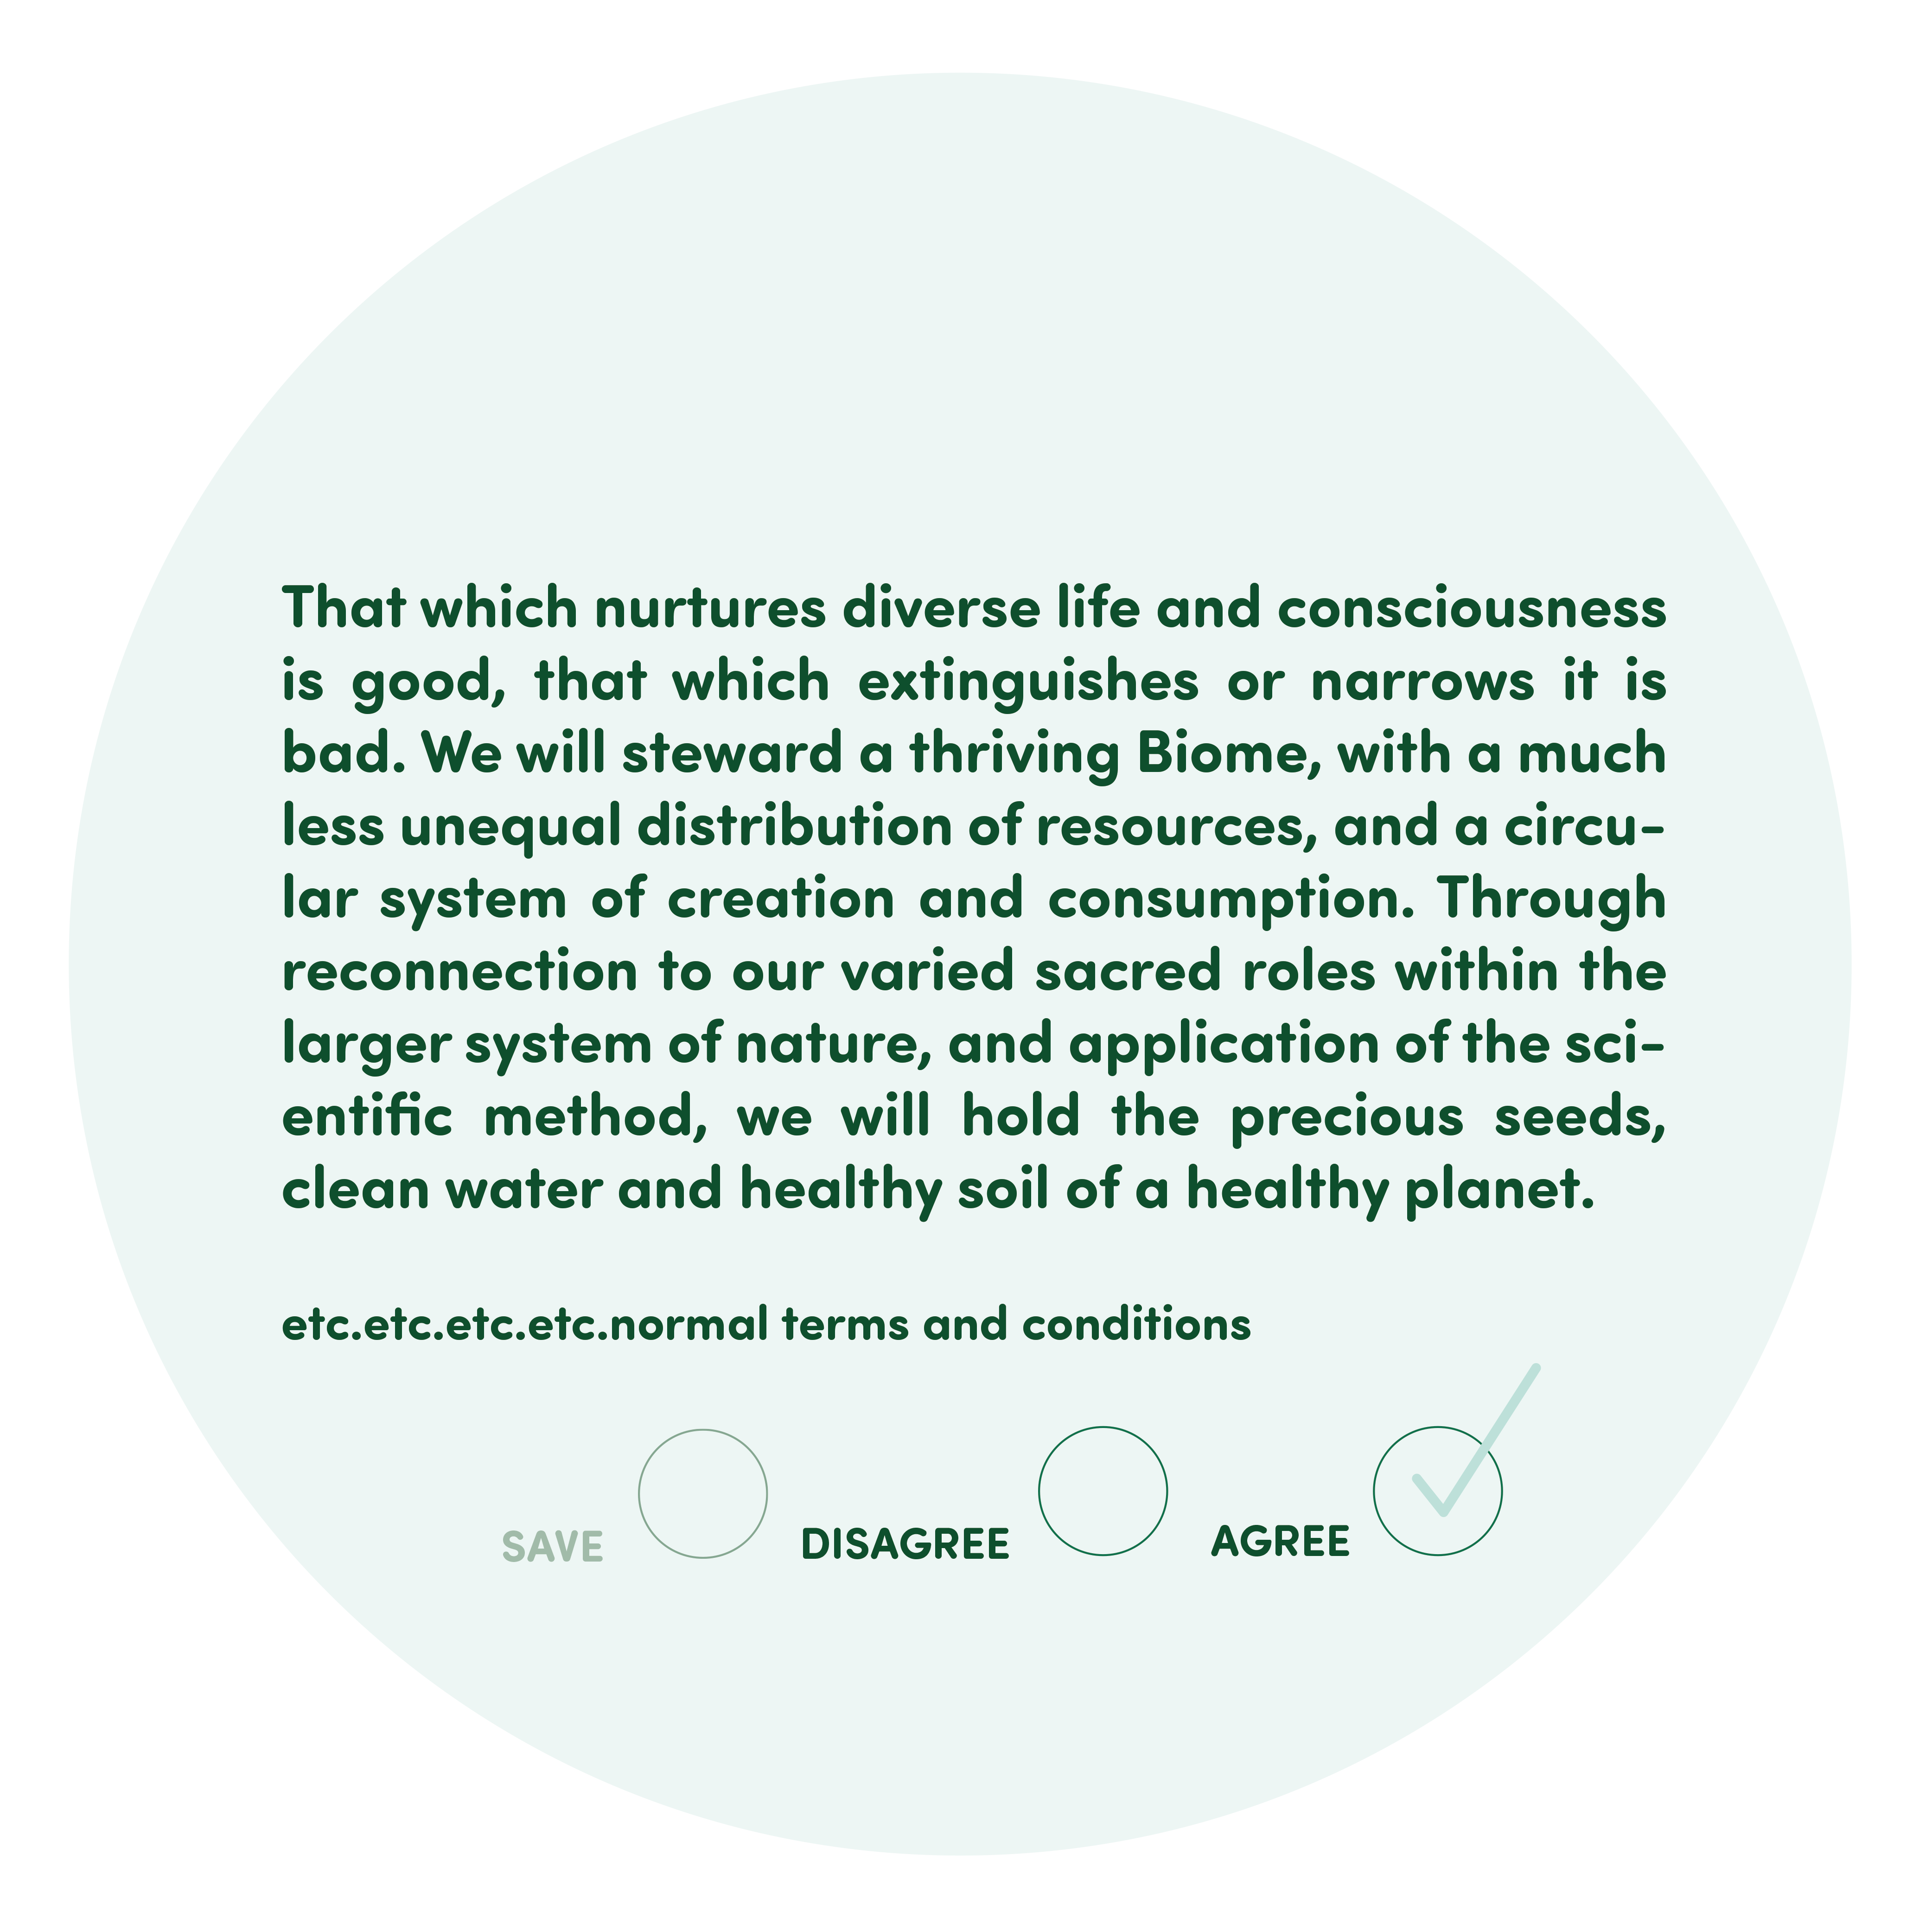 That which nurtures diverse life and consciousness
is good, that which extinguishes or narrows it is
bad. We will steward a thriving Biome, with a much
less unequal distribution of resources, and a circu-
lar system of creation and consumption. Through
reconnection to our varied sacred roles within the
larger system of nature, and application of the sci-
entific method, we will hold the precious seeds,
clean water and healthy soil of a healthy planet.
etc.etc.etc.etc.normal terms and conditions
SAVE DISAGREE AGREE